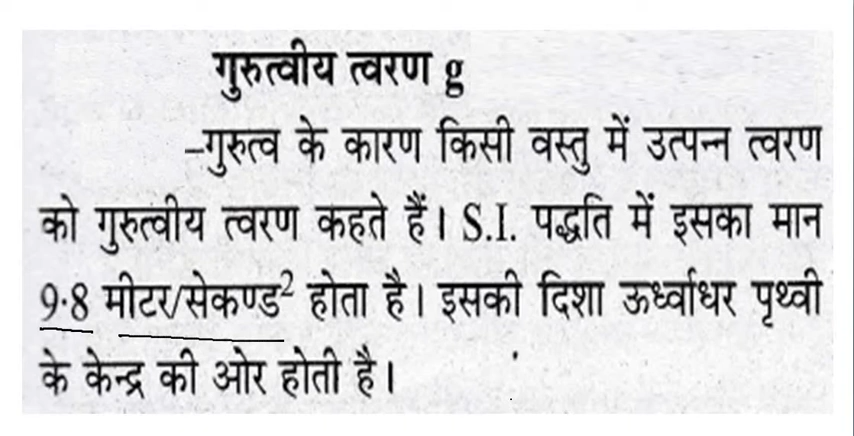 गुरुत्वीय त्वरण g
–गुरुत्व के कारण किसी वस्तु में उत्पन्न त्वरण
को गुरुत्वीय त्वरण कहते हैं। S.I. पद्धति में इसका मान
9·8 मीटर/सेकण्ड² होता है। इसकी दिशा ऊर्ध्वाधर पृथ्वी
के केन्द्र की ओर होती है।